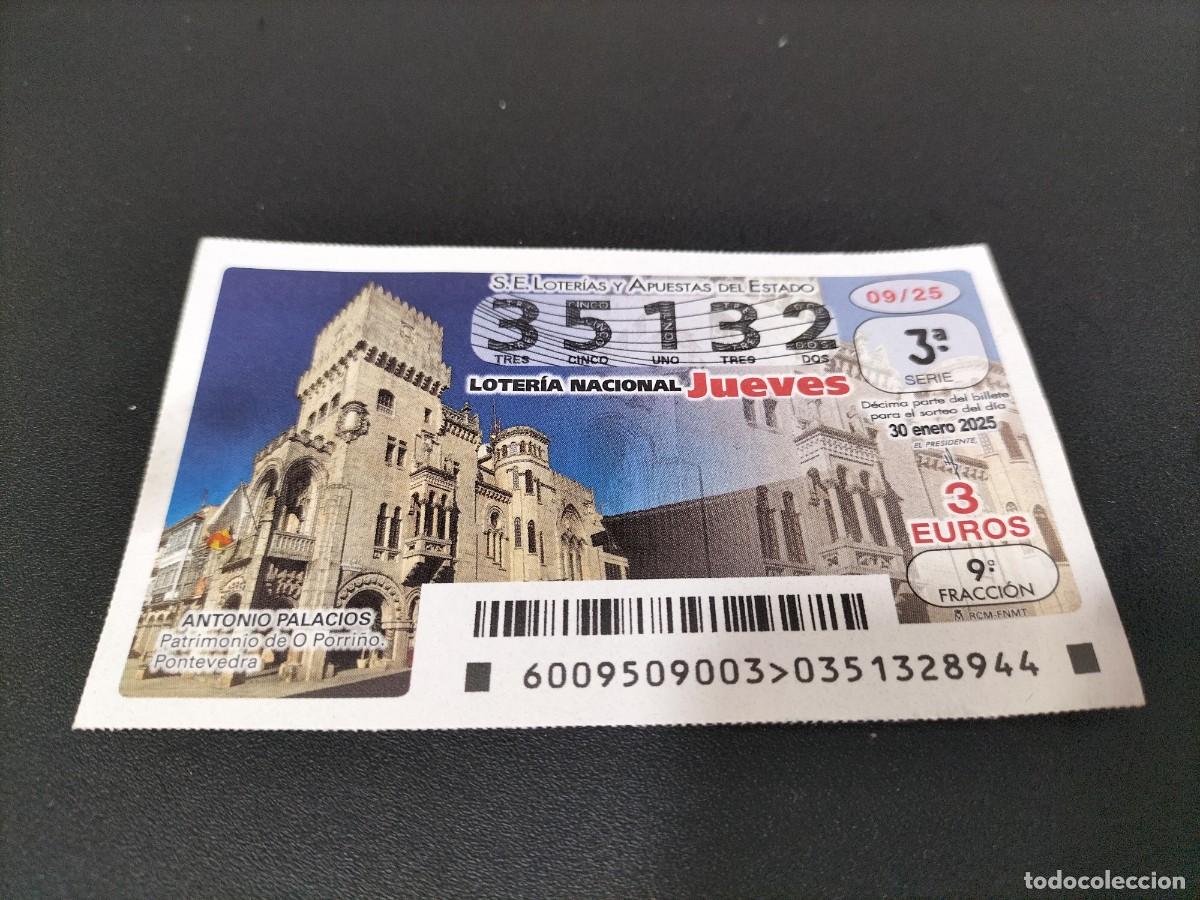 S.E. LOTERÍAS Y APUESTAS DEL ESTADO
35132
TRES CINCO UNO TRES DOS
LOTERÍA NACIONAL Jueves
09/25
3ª
SERIE
Décima parte del billete
para el sorteo del día
30 enero 2025
EL PRESIDENTE,
3
EUROS
9ª
FRACCIÓN
RCM-FNMT
ANTONIO PALACIOS
Patrimonio de O Porriño.
Pontevedra
6009509003>0351328944
todocoleccion